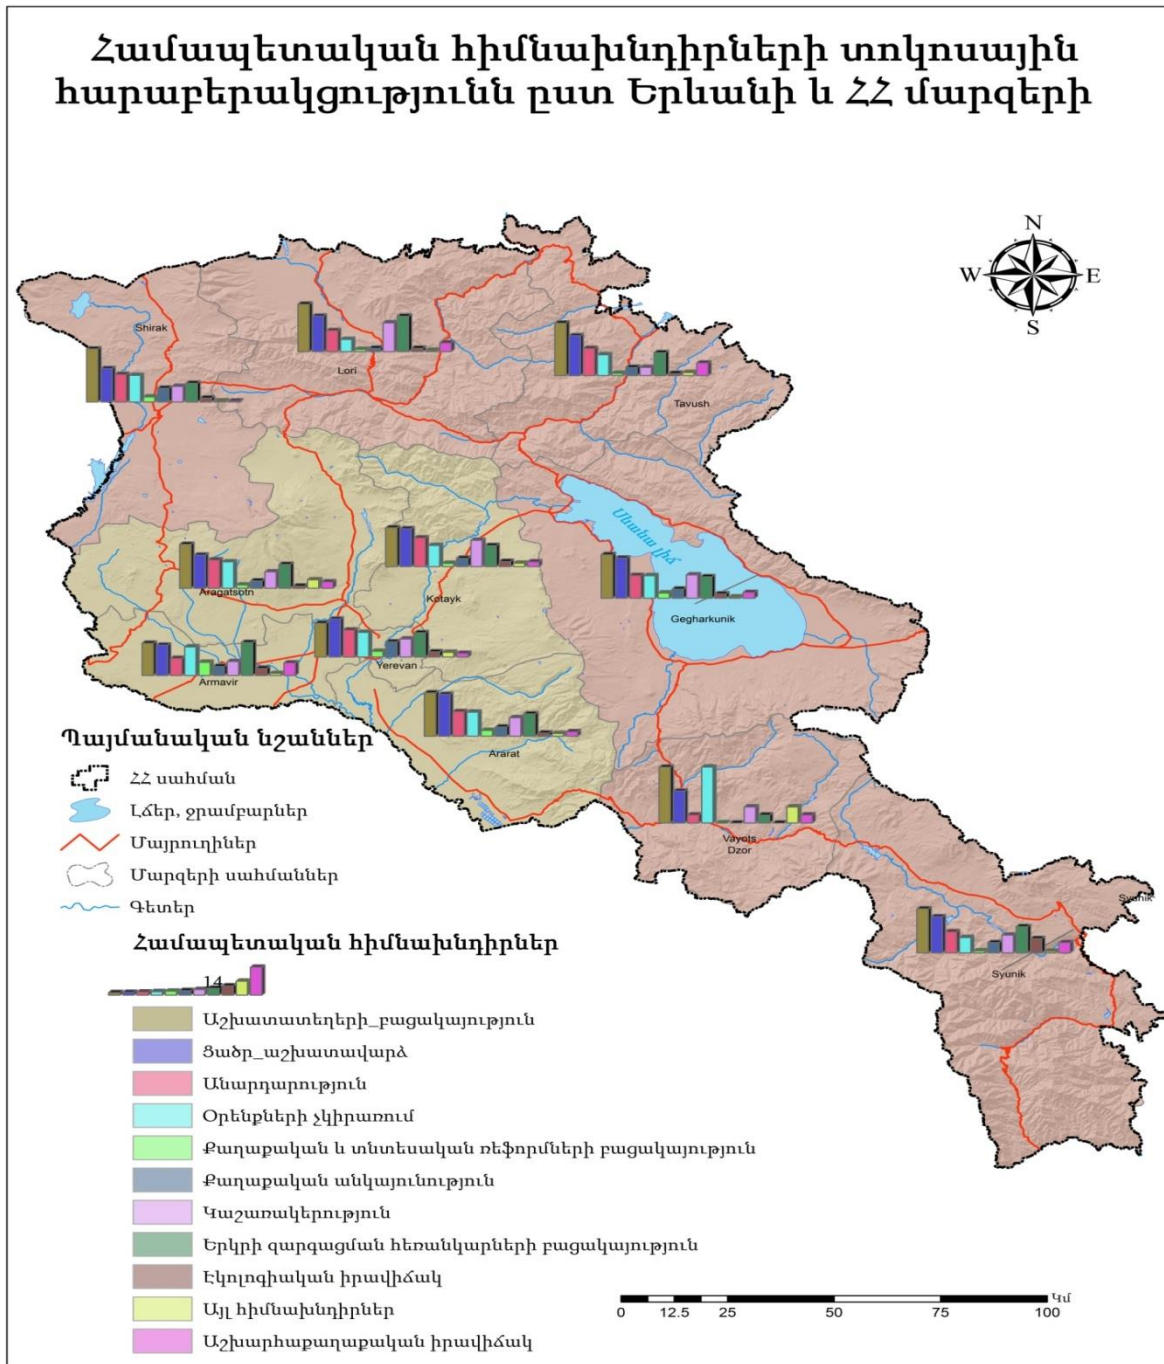 Համապետական հիմնախնդիրների տոկոսային
հարաբերակցությունն ըստ Երևանի և ՀՀ մարզերի
N
W E
S
Shirak
Lori
Tavush
Սևանա լիճ
Aragatsotn
Kotayk
Gegharkunik
Yerevan
Armavir
Ararat
Vayots
Dzor
Syunik
Syunik
Պայմանական նշաններ
ՀՀ սահման
Լճեր, ջրամբարներ
Մայրուղիներ
Մարզերի սահմաններ
Գետեր
Համապետական հիմնախնդիրներ
14
Աշխատատեղերի_բացակայություն
Ցածր_աշխատավարձ
Անարդարություն
Օրենքների չկիրառում
Քաղաքական և տնտեսական ռեֆորմների բացակայություն
Քաղաքական անկայունություն
Կաշառակերություն
Երկրի զարգացման հեռանկարների բացակայություն
Էկոլոգիական իրավիճակ
Այլ հիմնախնդիրներ
Աշխարհաքաղաքական իրավիճակ
Կմ
0 12.5 25 50 75 100